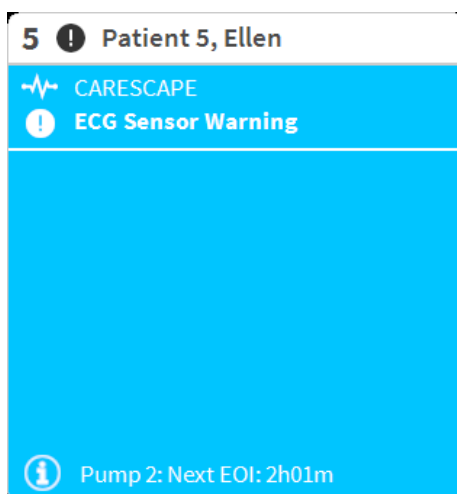 5 ! Patient 5, Ellen
CARESCAPE
! ECG Sensor Warning
i Pump 2: Next EOI: 2h01m